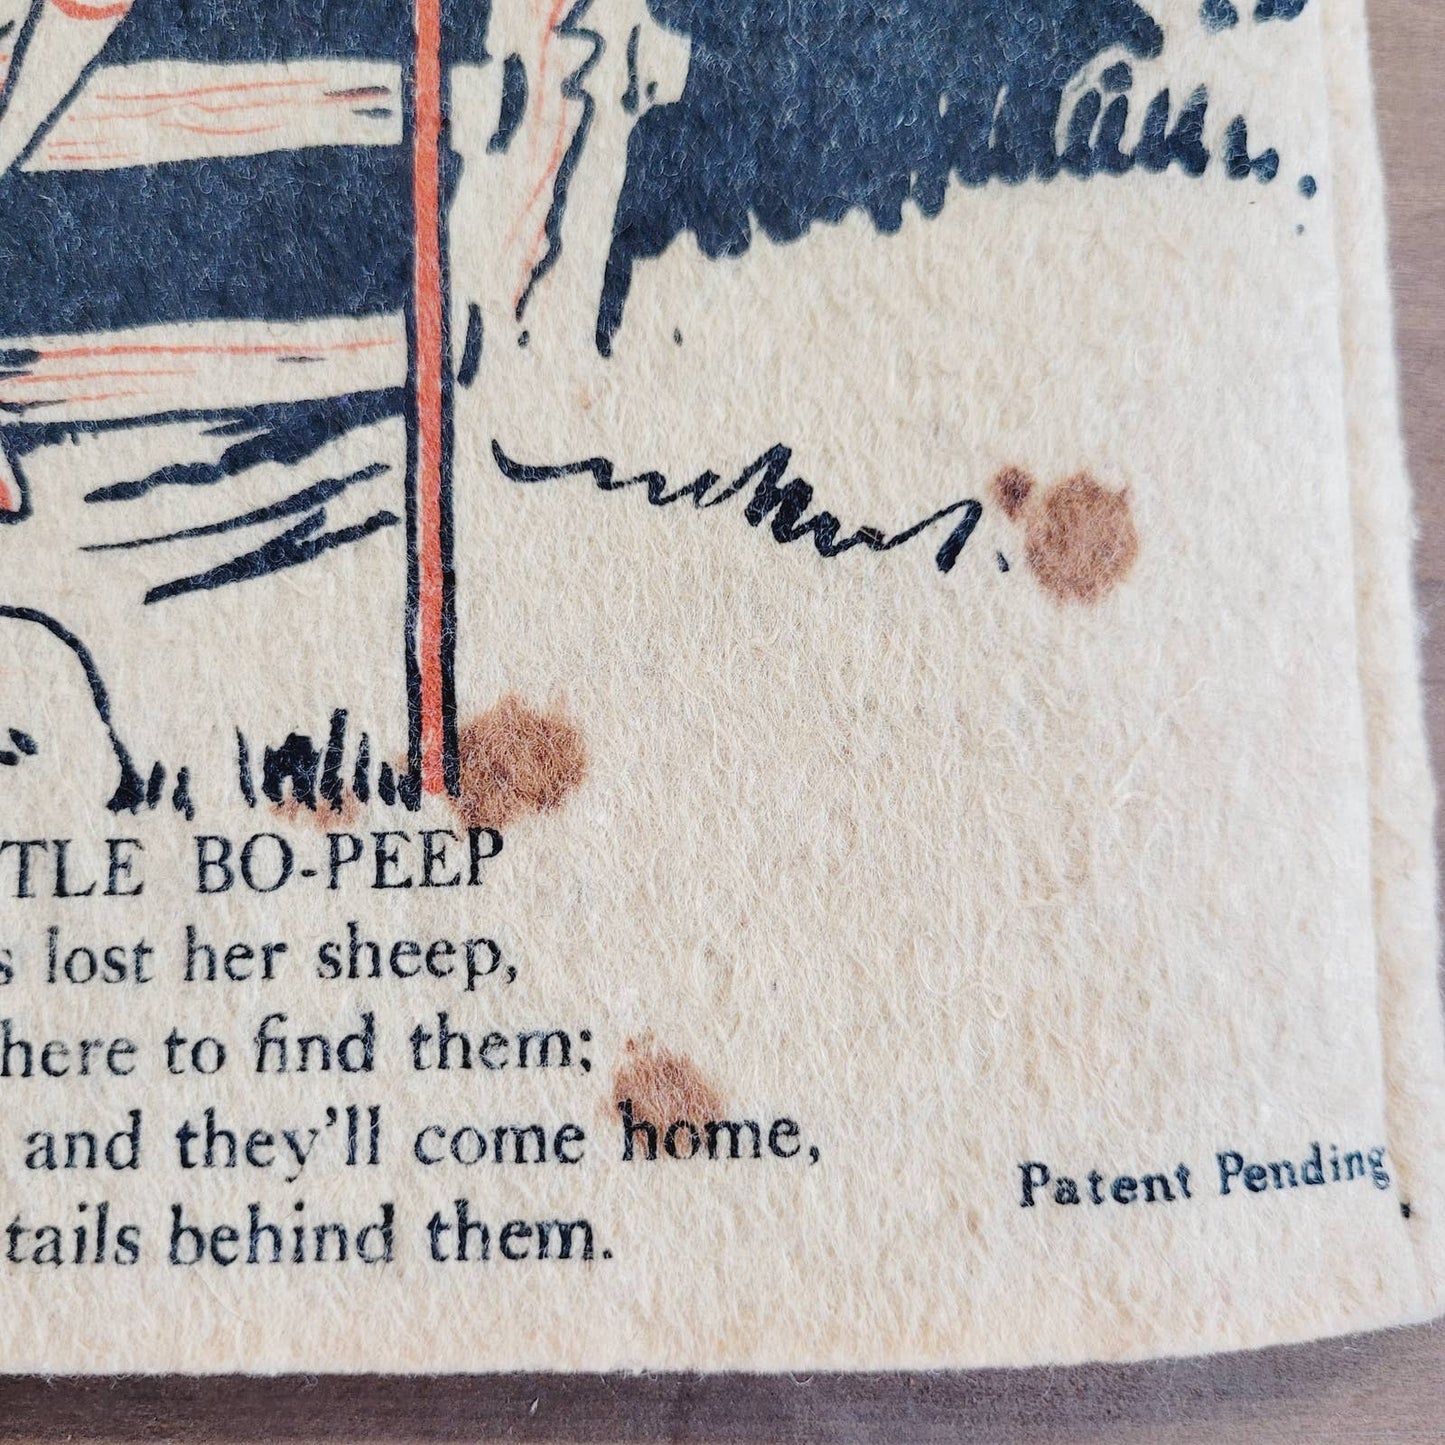 TLE BO-PEEP
s lost her sheep,
here to find them;
and they'll come home,
Patent Pending
tails behind them.